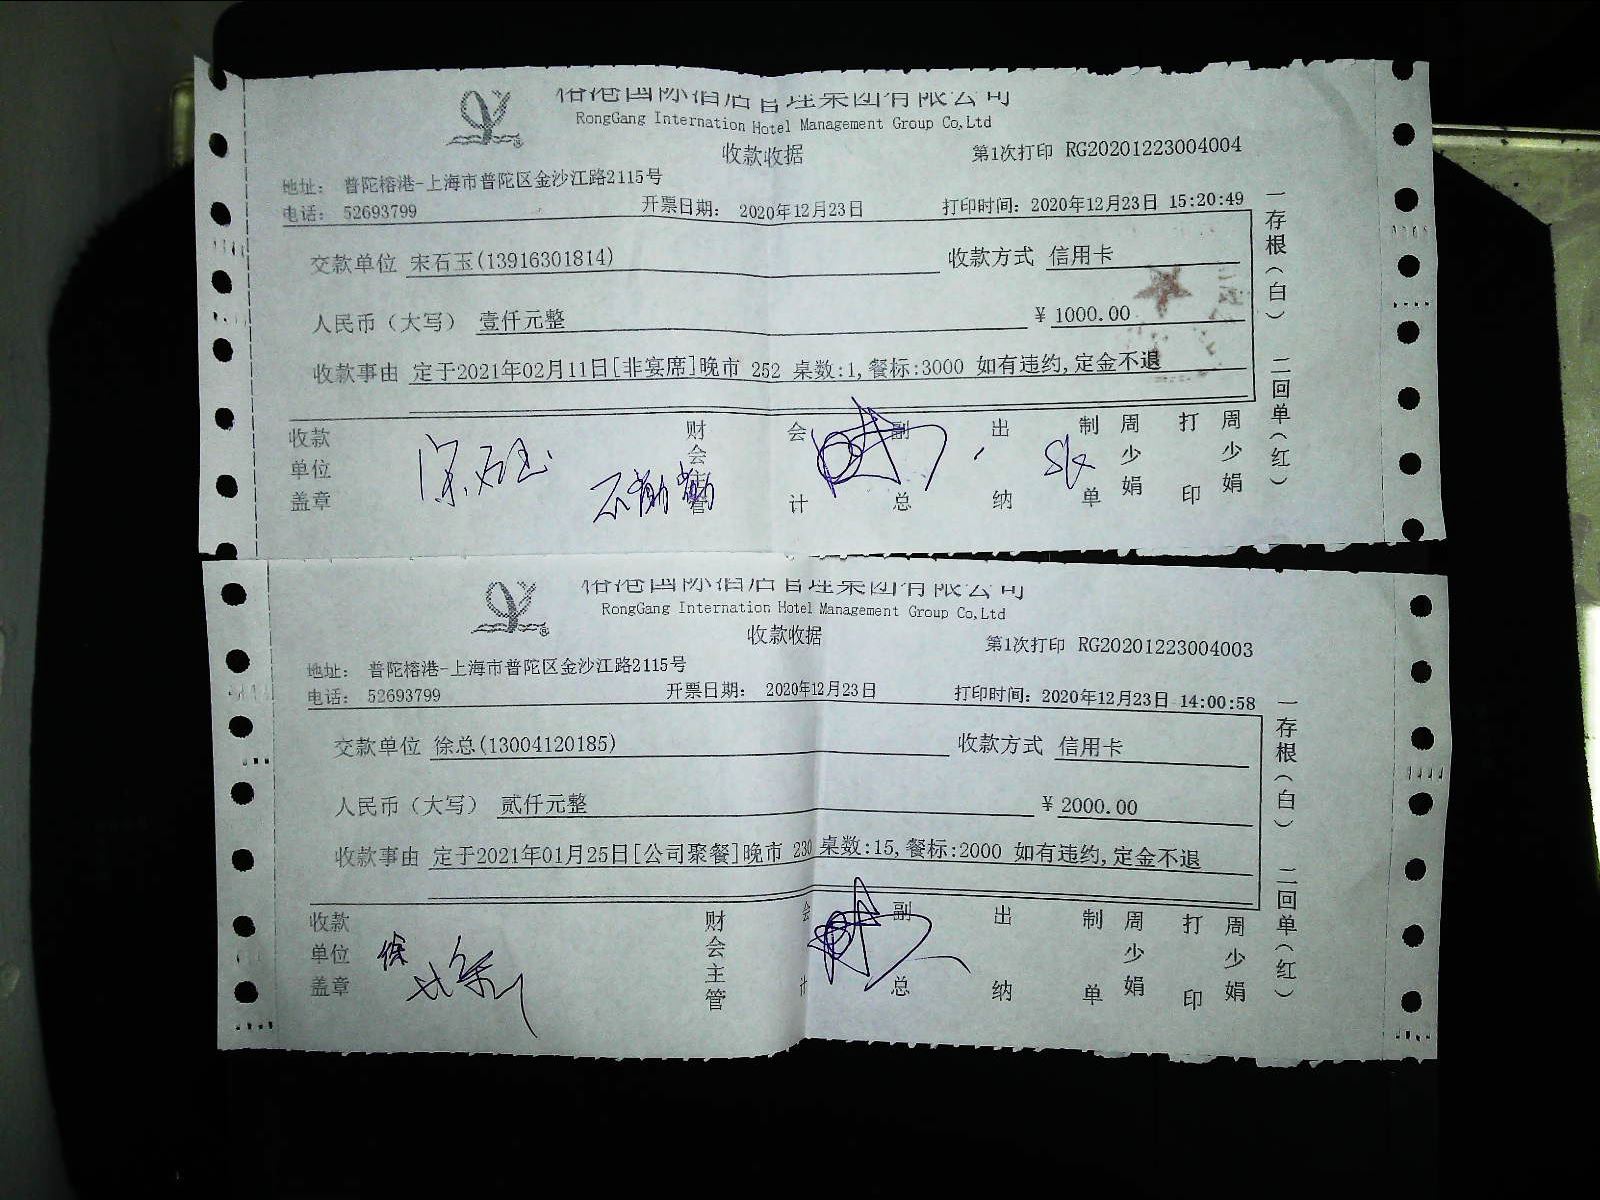 榕港国际酒店管理集团有限公司
RongGang Internation Hotel Management Group Co,Ltd
收款收据
第1次打印 RG20201223004004
地址： 普陀榕港-上海市普陀区金沙江路2115号
电话： 52693799 开票日期： 2020年12月23日 打印时间：2020年12月23日 15:20:49
交款单位 宋石玉(13916301814) 收款方式 信用卡
人民币（大写） 壹仟元整 ￥1000.00
收款事由 定于2021年02月11日[非宴席]晚市 252 桌数:1,餐标:3000 如有违约,定金不退
收款单位盖章 宋石玉 财会主管 会计 副总 出纳 制单 周少娟 打印 周少娟
一存根（白） 二回单（红）
榕港国际酒店管理集团有限公司
RongGang Internation Hotel Management Group Co,Ltd
收款收据
第1次打印 RG20201223004003
地址： 普陀榕港-上海市普陀区金沙江路2115号
电话： 52693799 开票日期： 2020年12月23日 打印时间：2020年12月23日 14:00:58
交款单位 徐总(13004120185) 收款方式 信用卡
人民币（大写） 贰仟元整 ￥2000.00
收款事由 定于2021年01月25日[公司聚餐]晚市 230 桌数:15,餐标:2000 如有违约,定金不退
收款单位盖章 徐 财会主管 会计 副总 出纳 制单 周少娟 打印 周少娟
一存根（白） 二回单（红）